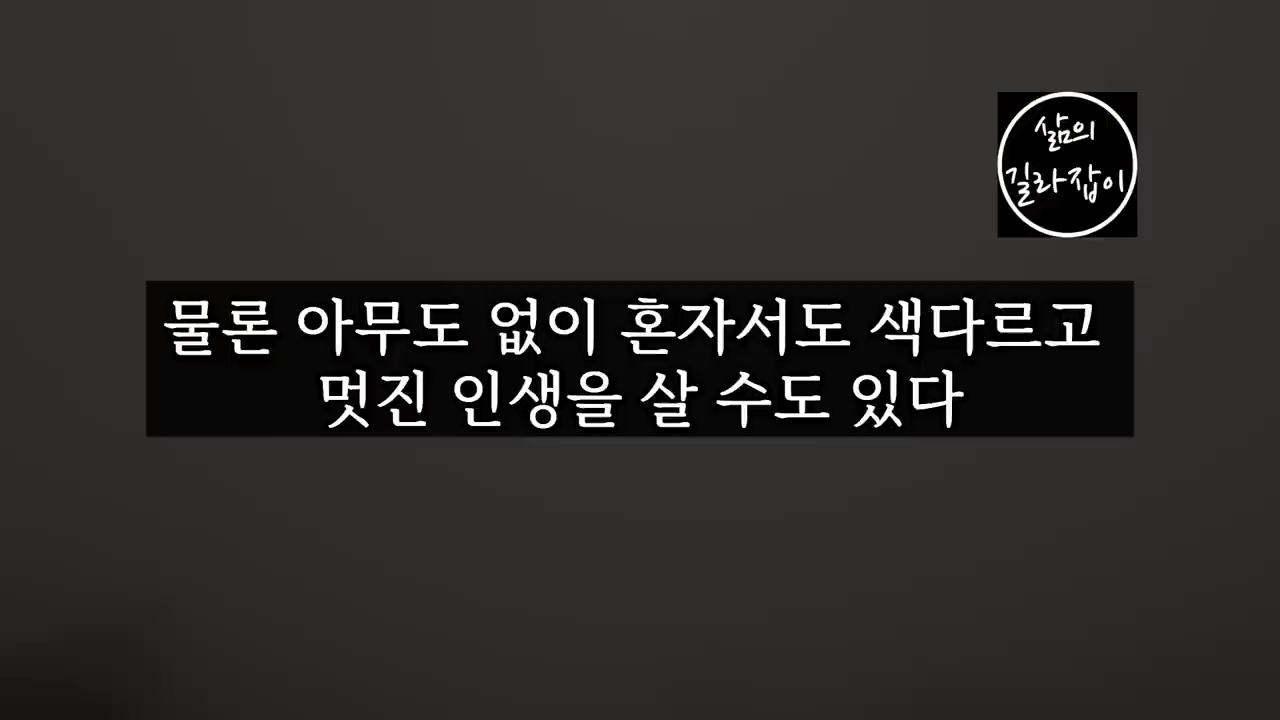 삶의
길라잡이
물론 아무도 없이 혼자서도 색다르고
멋진 인생을 살 수도 있다